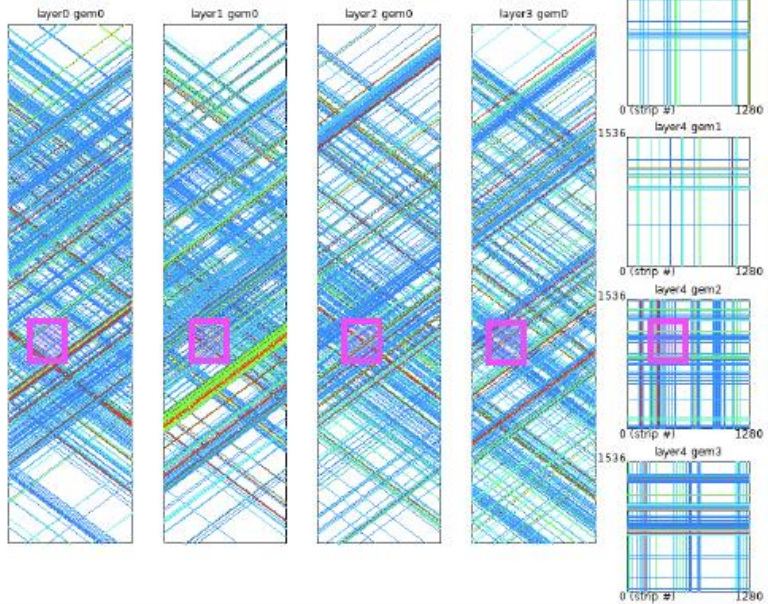 layer0 gem0
layer1 gem0
layer2 gem0
layer3 gem0
0 (strip #)
1280
layer4 gem1
1536
0 (strip #)
1280
layer4 gem2
1536
0 (strip #)
1280
layer4 gem3
1536
0 (strip #)
1280